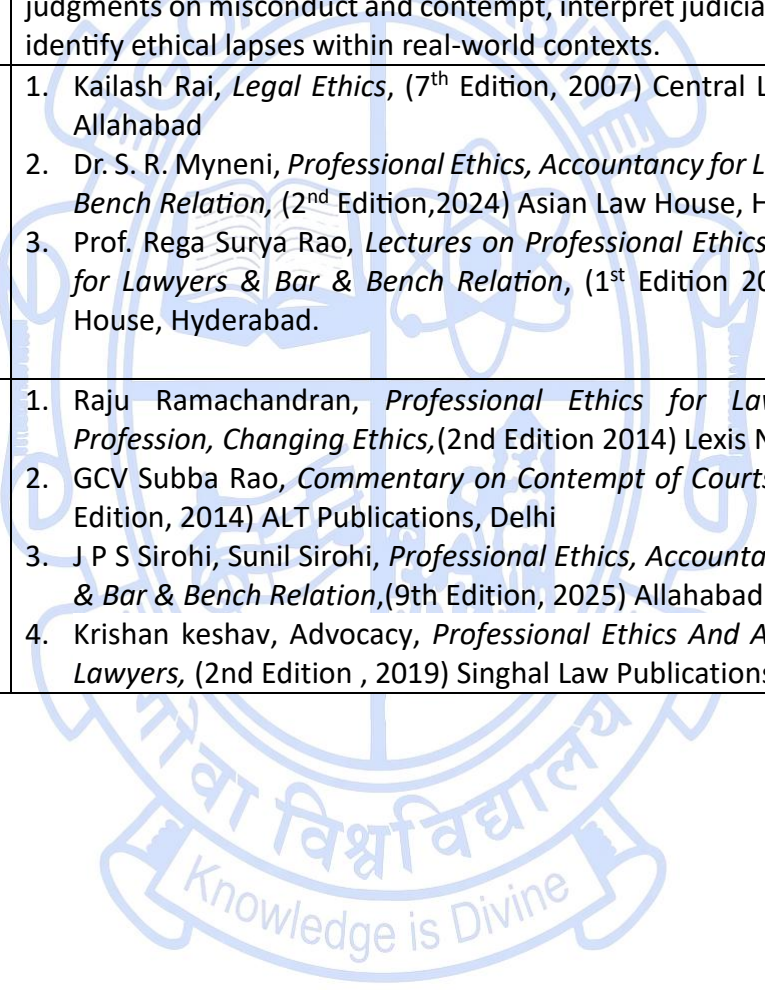 judgments on misconduct and contempt, interpret judicial
identify ethical lapses within real-world contexts.
1. Kailash Rai, Legal Ethics, (7th Edition, 2007) Central L
Allahabad
2. Dr. S. R. Myneni, Professional Ethics, Accountancy for L
Bench Relation, (2nd Edition,2024) Asian Law House, H
3. Prof. Rega Surya Rao, Lectures on Professional Ethics
for Lawyers & Bar & Bench Relation, (1st Edition 20
House, Hyderabad.
1. Raju Ramachandran, Professional Ethics for Law
Profession, Changing Ethics,(2nd Edition 2014) Lexis N
2. GCV Subba Rao, Commentary on Contempt of Courts
Edition, 2014) ALT Publications, Delhi
3. J P S Sirohi, Sunil Sirohi, Professional Ethics, Accounta
& Bar & Bench Relation,(9th Edition, 2025) Allahabad
4. Krishan keshav, Advocacy, Professional Ethics And A
Lawyers, (2nd Edition , 2019) Singhal Law Publications
गोंवा विश्वविद्यालय
Knowledge is Divine